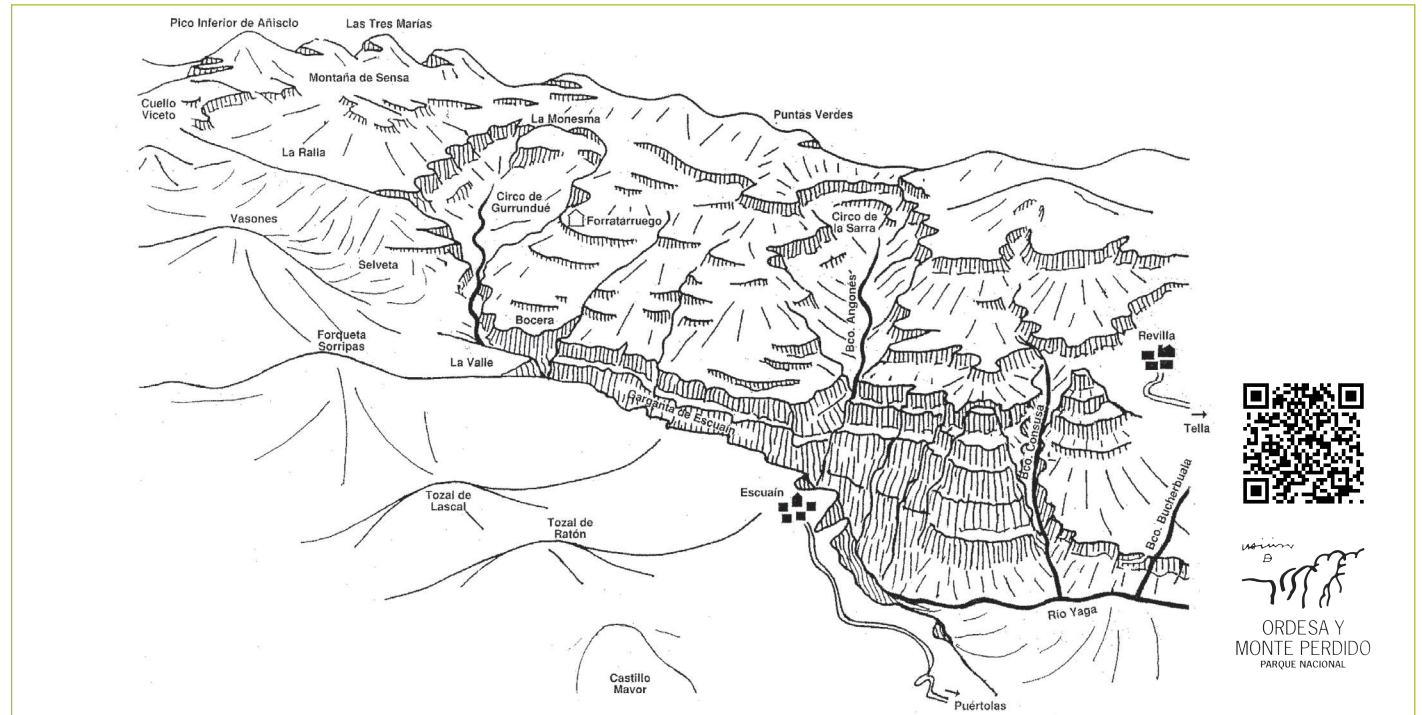 Pico Inferior de Añisclo
Las Tres Marías
Montaña de Sensa
Cuello
Viceto
La Monesma
Puntas Verdes
La Ralla
Circo de
Gurrundué
Circo de
la Sarra
Vasones
Forratarruego
Selveta
Bco. Angonés
Bocera
Forqueta
Sorripas
La Valle
Revilla
Garganta de Escuaín
Tella
Bco. Consusa
Escuaín
Tozal de
Lascal
Tozal de
Ratón
Bco. Bucherbuala
Río Yaga
Castillo
Mayor
Puértolas
ORDESA Y
MONTE PERDIDO
PARQUE NACIONAL